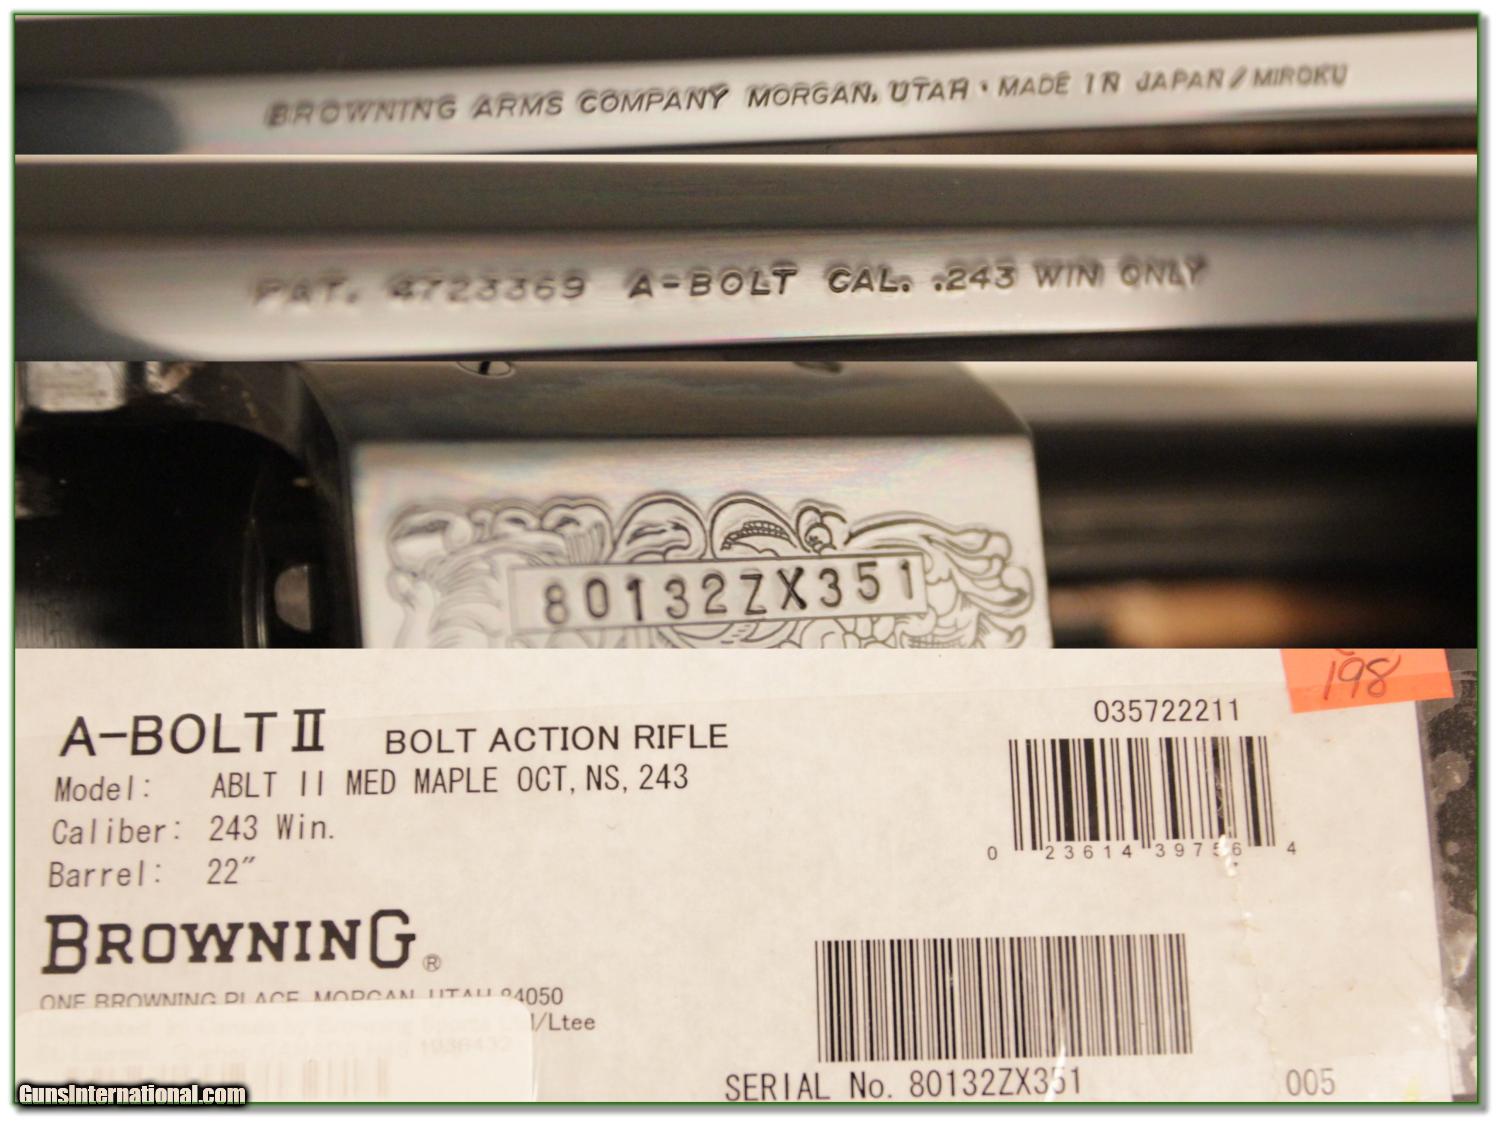 BROWNING ARMS COMPANY MORGAN, UTAH · MADE IN JAPAN / MIROKU
PAT. 4723369 A-BOLT CAL. .243 WIN ONLY
80132ZX351
198
A-BOLT II BOLT ACTION RIFLE
035722211
Model: ABLT II MED MAPLE OCT, NS, 243
Caliber: 243 Win.
0 23614 39756 4
Barrel: 22"
BROWNING®
ONE BROWNING PLACE, MORGAN, UTAH 84050
/Ltee
1936432
SERIAL No. 80132ZX351
005
GunsInternational.com